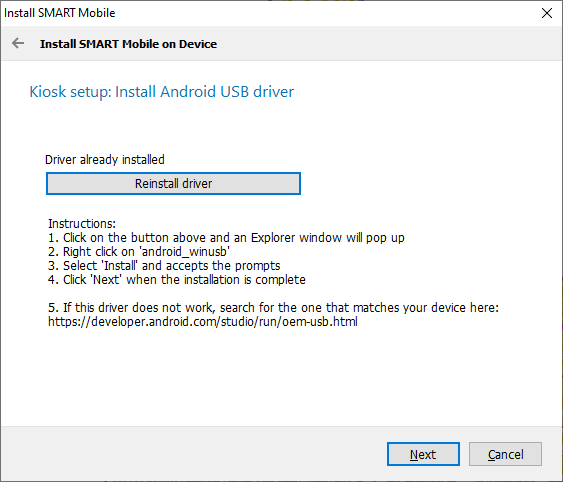 Install SMART Mobile
Install SMART Mobile on Device
Kiosk setup: Install Android USB driver
Driver already installed
Reinstall driver
Instructions:
1. Click on the button above and an Explorer window will pop up
2. Right click on 'android_winusb'
3. Select 'Install' and accepts the prompts
4. Click 'Next' when the installation is complete
5. If this driver does not work, search for the one that matches your device here:
https://developer.android.com/studio/run/oem-usb.html
Next
Cancel